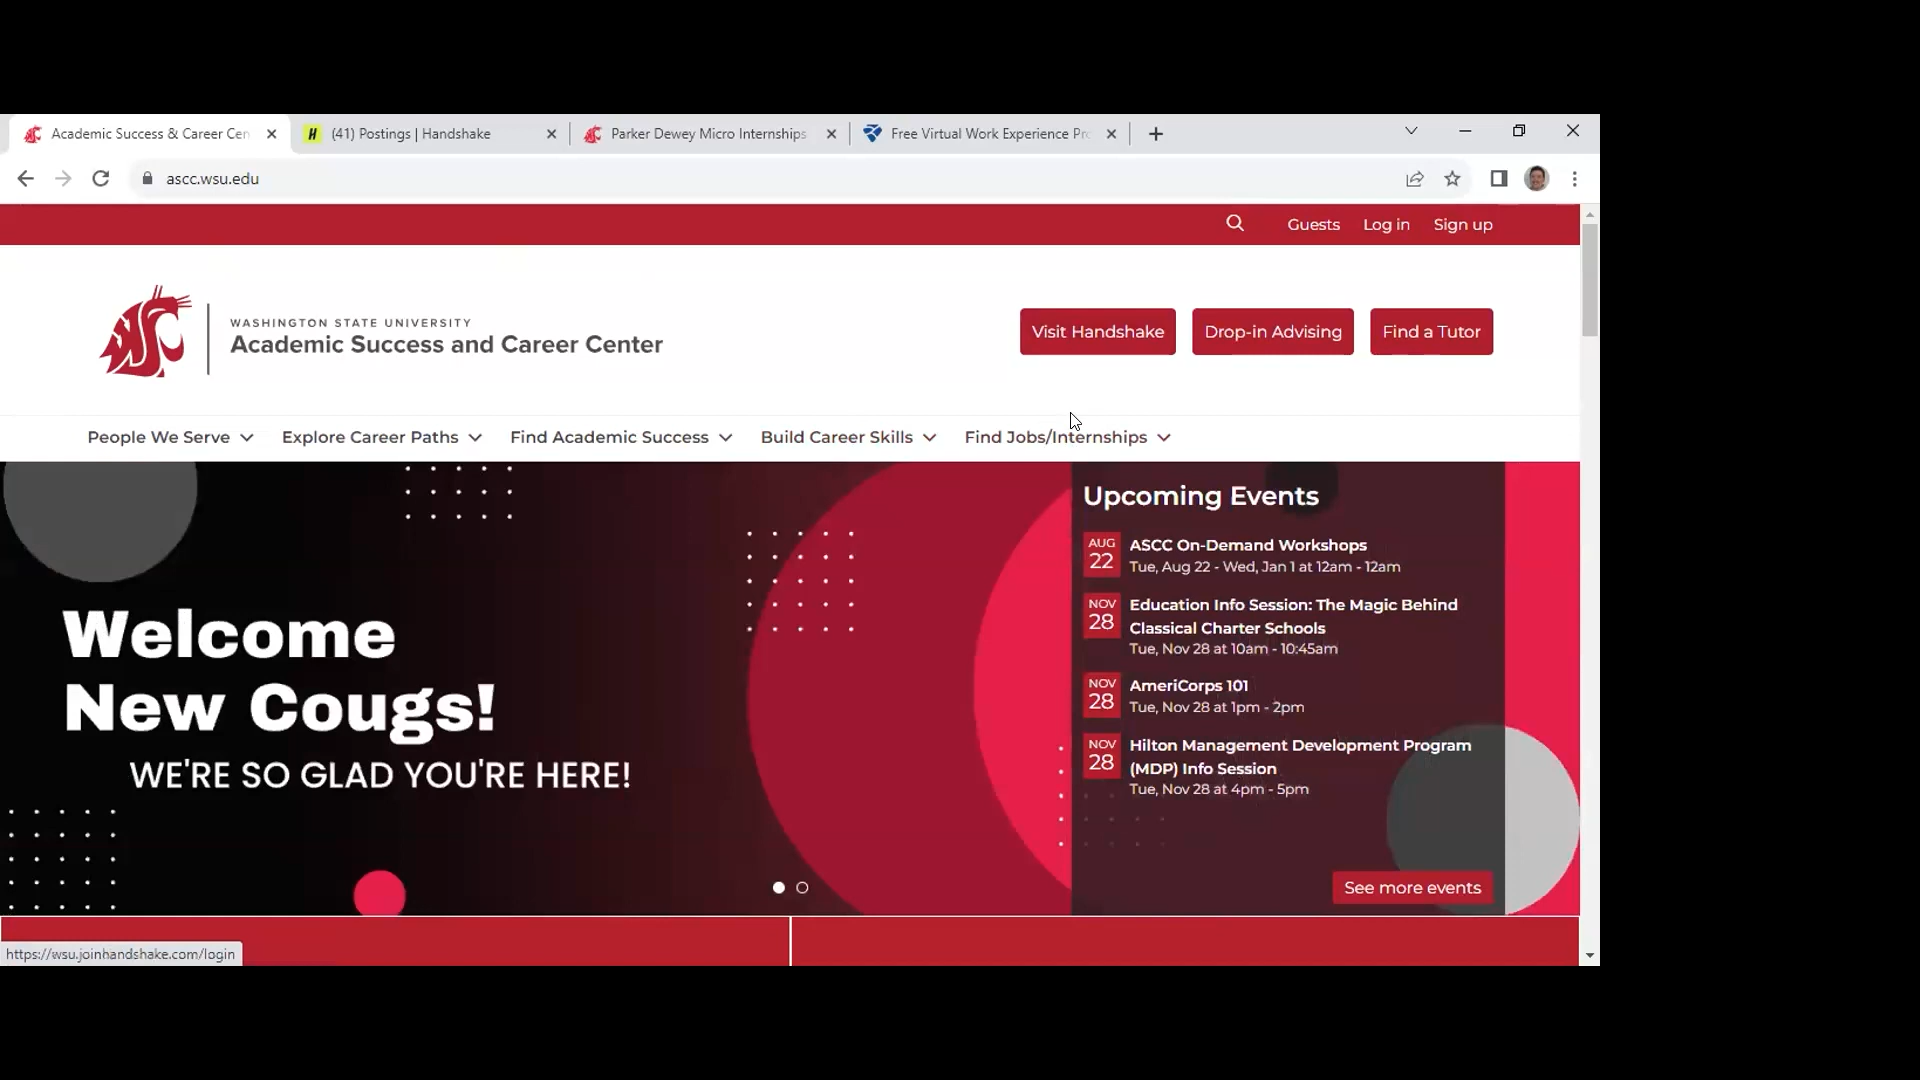 Academic Success & Career Cen
H (41) Postings | Handshake
Parker Dewey Micro Internships
Free Virtual Work Experience Pro
ascc.wsu.edu
Guests Log in Sign up
WASHINGTON STATE UNIVERSITY
Academic Success and Career Center
Visit Handshake Drop-in Advising Find a Tutor
People We Serve Explore Career Paths Find Academic Success Build Career Skills Find Jobs/Internships
Welcome
New Cougs!
WE'RE SO GLAD YOU'RE HERE!
Upcoming Events
AUG
22
ASCC On-Demand Workshops
Tue, Aug 22 - Wed, Jan 1 at 12am - 12am
NOV
28
Education Info Session: The Magic Behind
Classical Charter Schools
Tue, Nov 28 at 10am - 10:45am
NOV
28
AmeriCorps 101
Tue, Nov 28 at 1pm - 2pm
NOV
28
Hilton Management Development Program
(MDP) Info Session
Tue, Nov 28 at 4pm - 5pm
See more events
https://wsu.joinhandshake.com/login